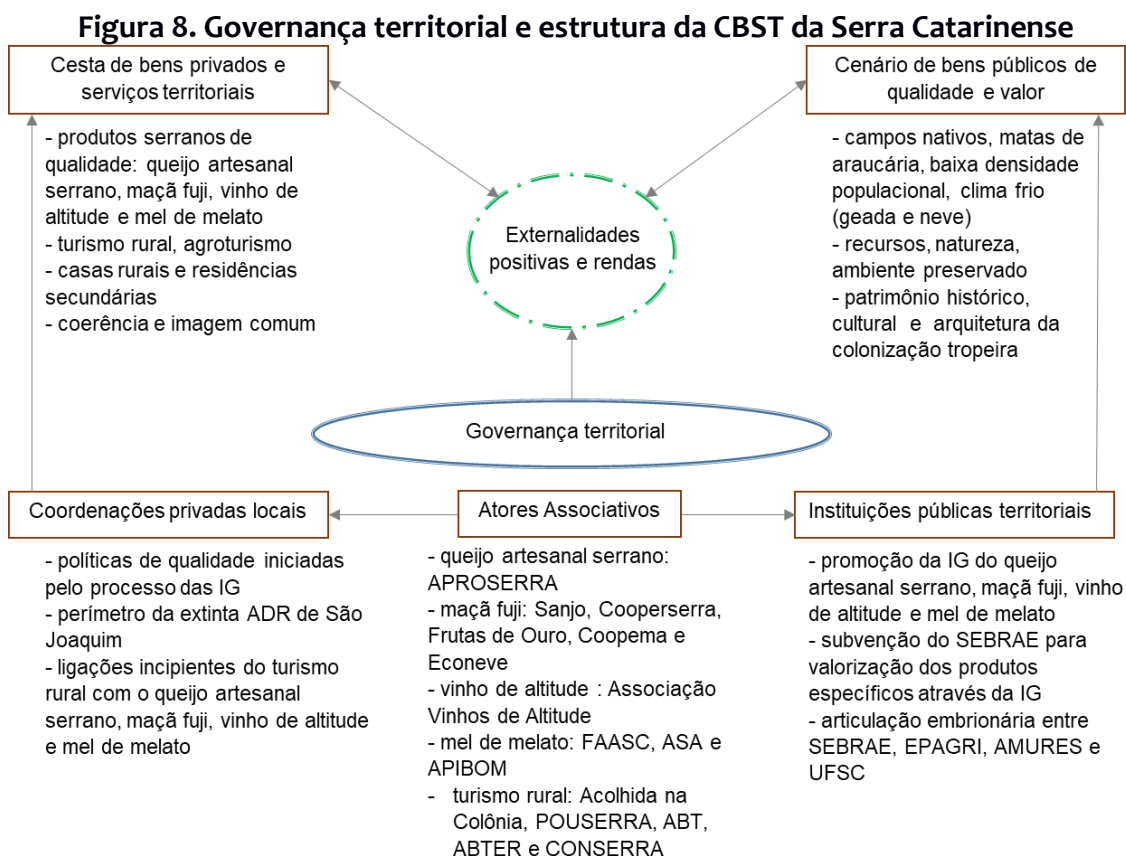 Figura 8. Governança territorial e estrutura da CBST da Serra Catarinense
Cesta de bens privados e
serviços territoriais
- produtos serranos de
qualidade: queijo artesanal
serrano, maçã fuji, vinho de
altitude e mel de melato
- turismo rural, agroturismo
- casas rurais e residências
secundárias
- coerência e imagem comum
Externalidades
positivas e rendas
Cenário de bens públicos de
qualidade e valor
- campos nativos, matas de
araucária, baixa densidade
populacional, clima frio
(geada e neve)
- recursos, natureza,
ambiente preservado
- patrimônio histórico,
cultural e arquitetura da
colonização tropeira
Governança territorial
Coordenações privadas locais
- políticas de qualidade iniciadas
pelo processo das IG
- perímetro da extinta ADR de São
Joaquim
- ligações incipientes do turismo
rural com o queijo artesanal
serrano, maçã fuji, vinho de altitude
e mel de melato
Atores Associativos
- queijo artesanal serrano:
APROSERRA
- maçã fuji: Sanjo, Cooperserra,
Frutas de Ouro, Coopema e
Econeve
- vinho de altitude : Associação
Vinhos de Altitude
- mel de melato: FAASC, ASA e
APIBOM
- turismo rural: Acolhida na
Colônia, POUSERRA, ABT,
ABTER e CONSERRA
Instituições públicas territoriais
- promoção da IG do queijo
artesanal serrano, maçã fuji, vinho
de altitude e mel de melato
- subvenção do SEBRAE para
valorização dos produtos
específicos através da IG
- articulação embrionária entre
SEBRAE, EPAGRI, AMURES e
UFSC